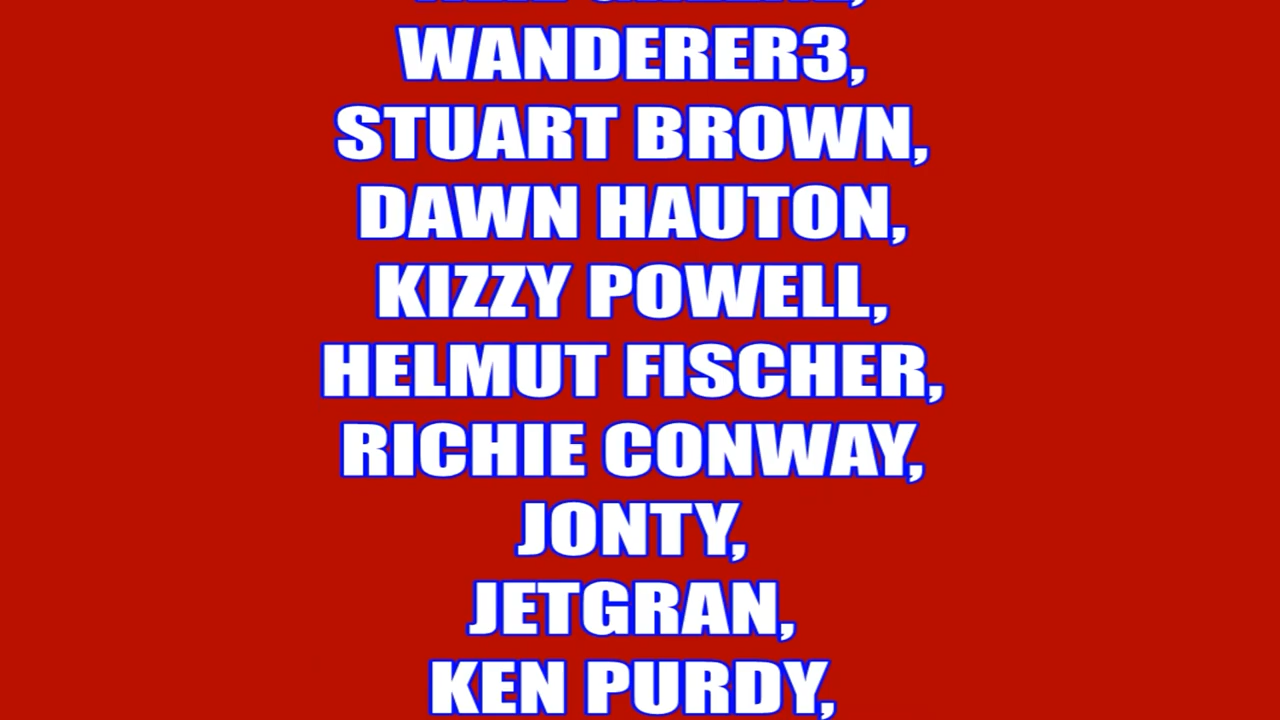 WANDERER3,
STUART BROWN,
DAWN HAUTON,
KIZZY POWELL,
HELMUT FISCHER,
RICHIE CONWAY,
JONTY,
JETGRAN,
KEN PURDY,